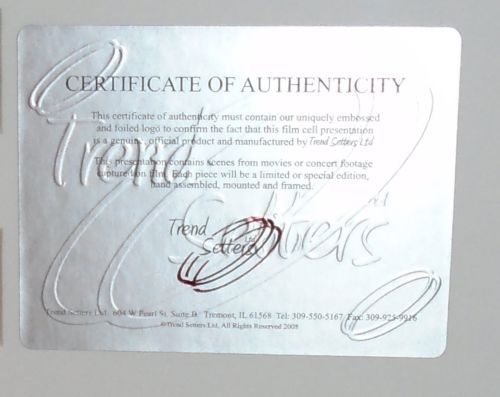 CERTIFICATE OF AUTHENTICITY
This certificate of authenticity must contain our uniquely embossed
and foiled logo to confirm the fact that this film cell presentation
is a genuine, official product and manufactured by Trend Setters Ltd
This presentation contains scenes from movies or concert footage
captured on film. Each piece will be a limited or special edition,
hand assembled, mounted and framed.
Trend
Setters
Trend
Setters Ltd
Trend Setters Ltd. 604 W Pearl St. Suite B. Tremont, IL 61568 Tel: 309-550-5167 Fax: 309-925-9916
©Trend Setters Ltd. All Rights Reserved 2008